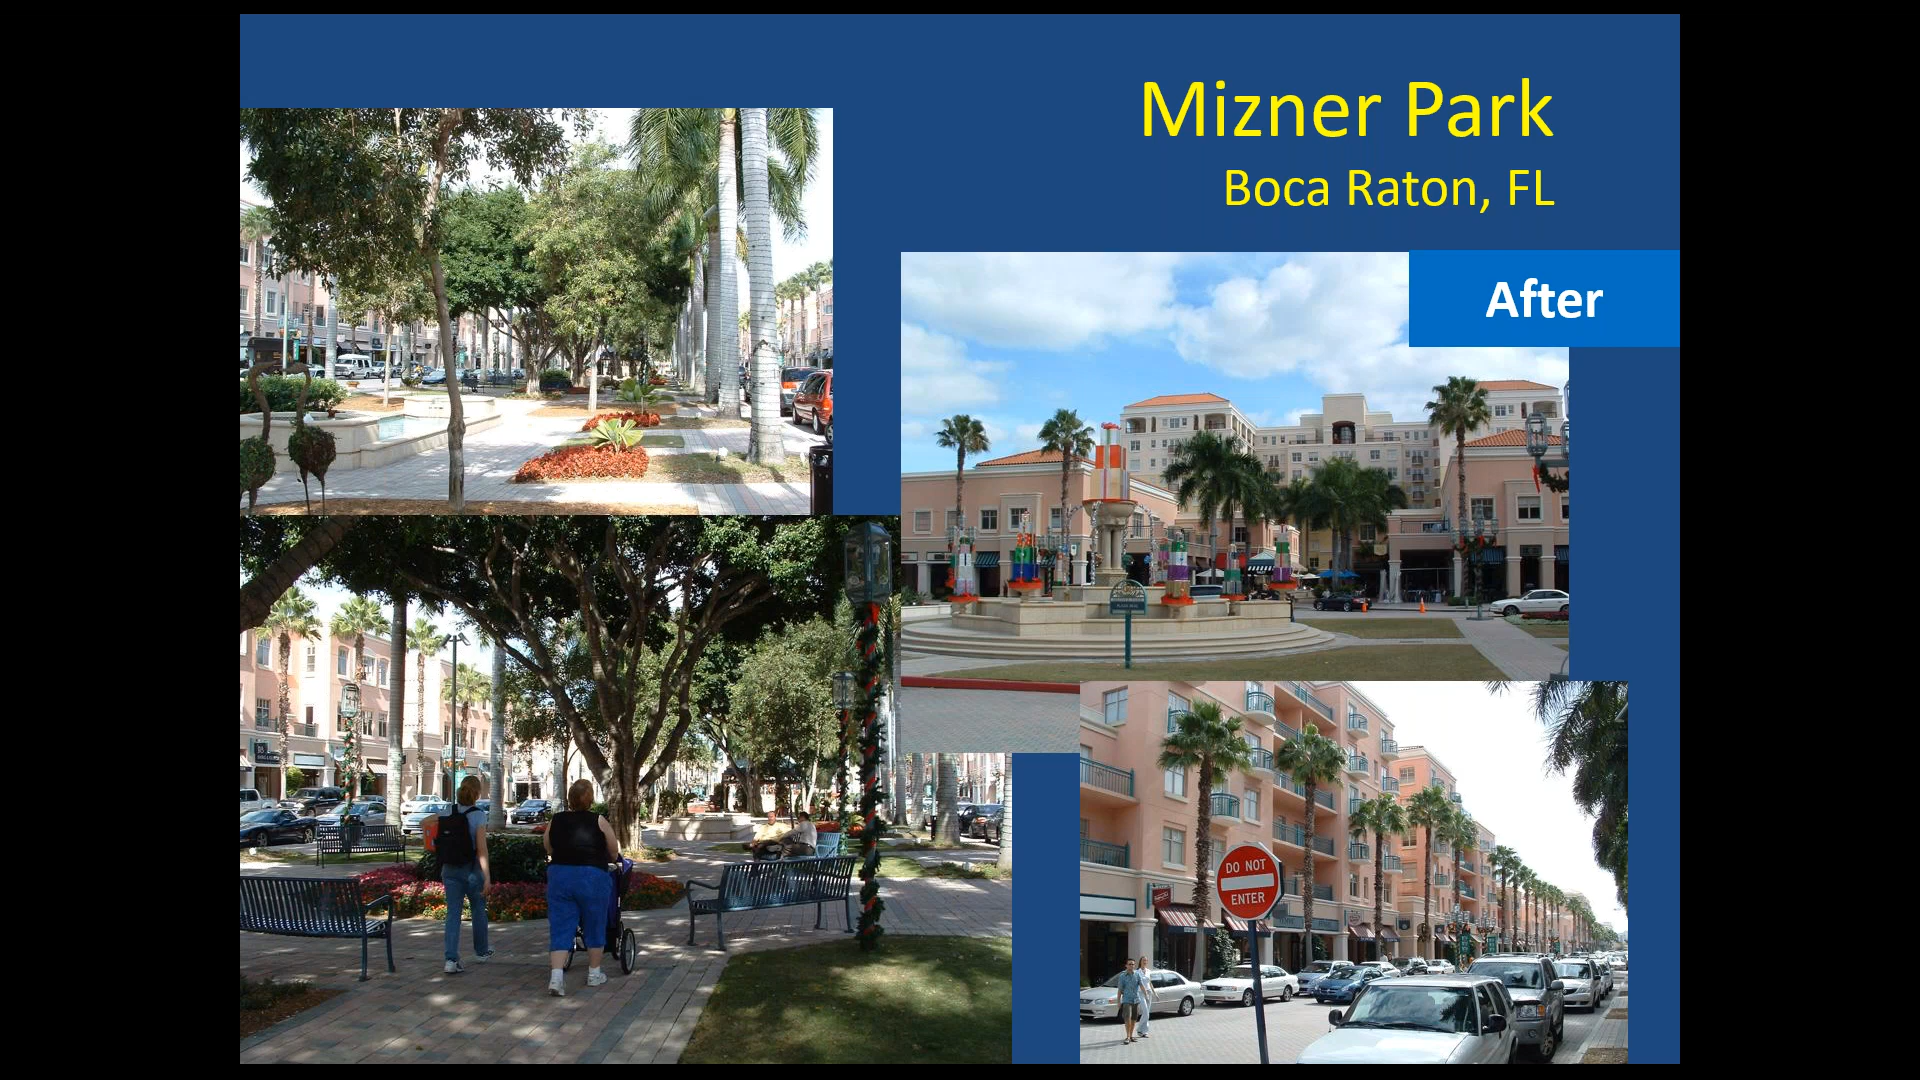 Mizner Park
Boca Raton, FL
After
DO NOT
ENTER